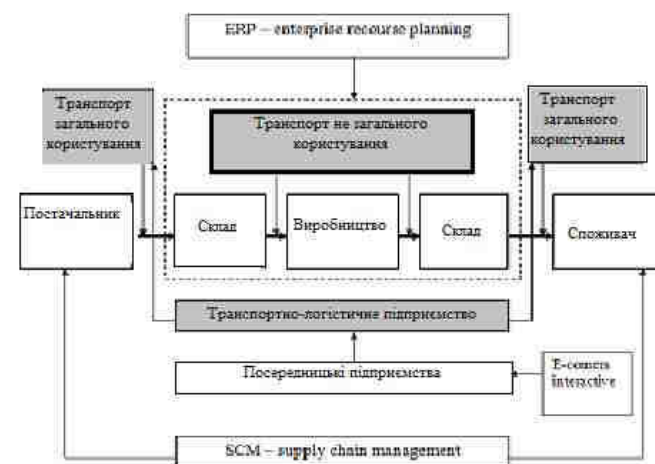 ERP – enterprise recourse planning
Транспорт
загального
користування
Транспорт не загального
користування
Транспорт
загального
користування
Постачальник
Склад
Виробництво
Склад
Споживач
Транспортно-логістичне підприємство
Посередницькі підприємства
E-comers
interactive
SCM – supply chain management